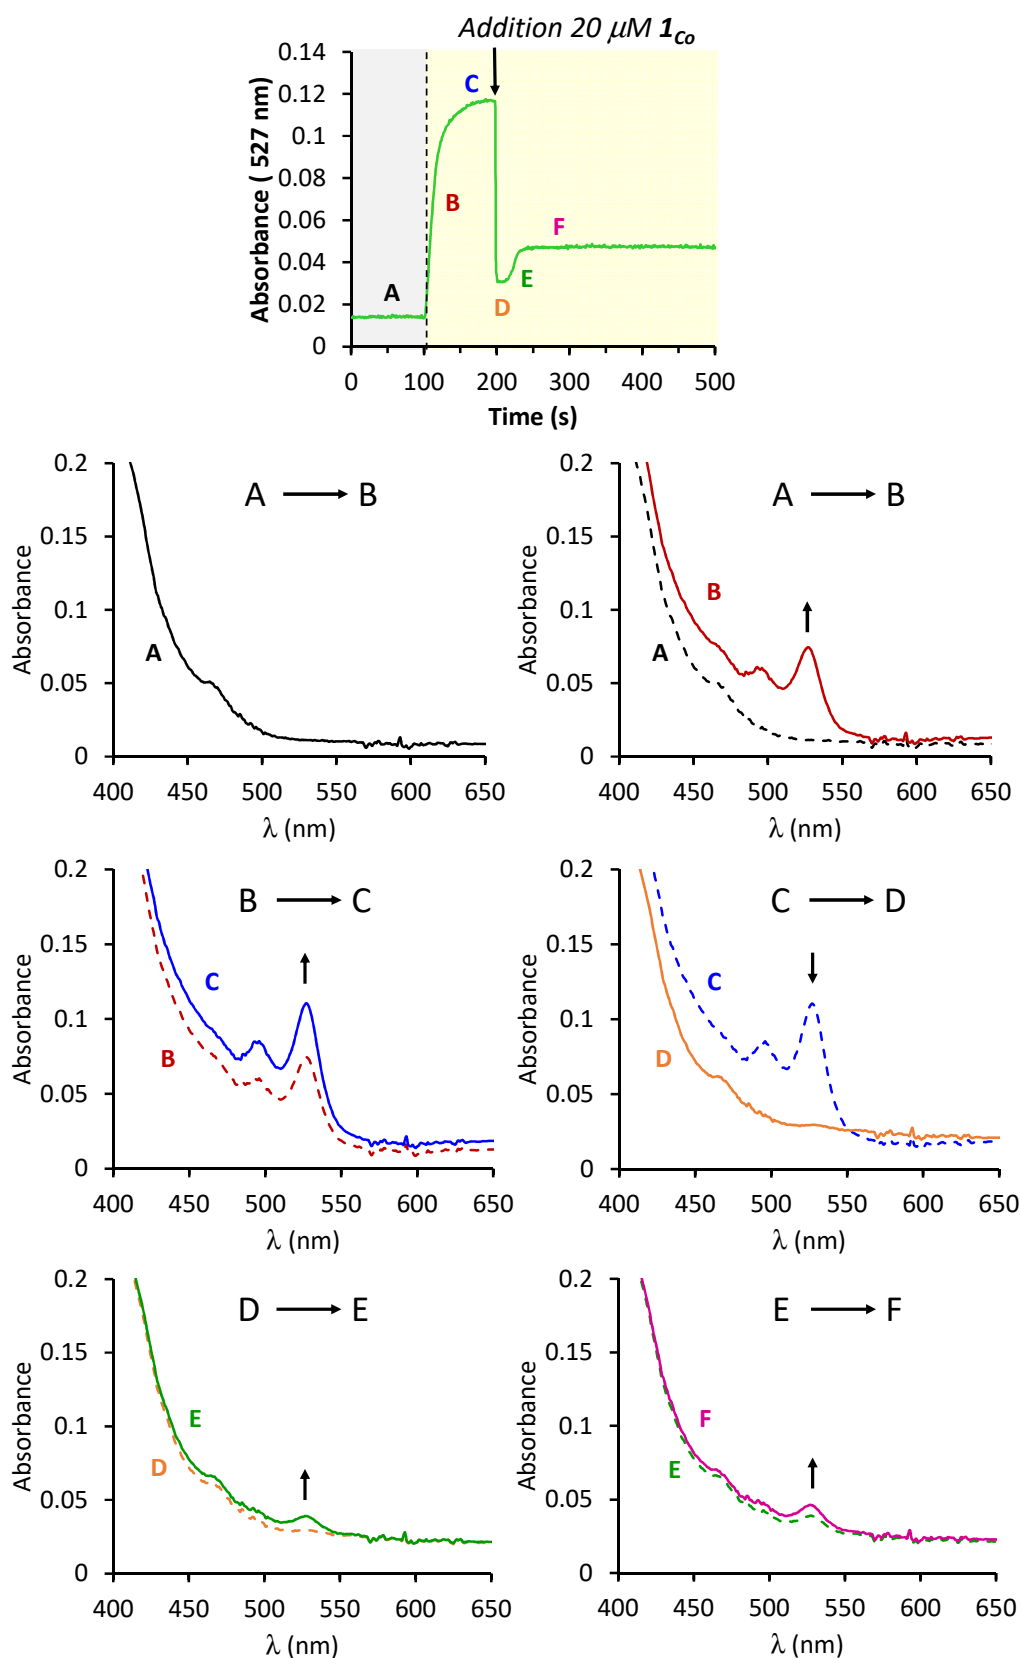 Addition 20 μM 1Co
0.14
0.12
0.1
0.08
0.06
0.04
0.02
0
Absorbance ( 527 nm)
A
B
C
D
E
F
0 100 200 300 400 500
Time (s)
0.2
0.15
0.1
0.05
0
Absorbance
A → B
A
400 450 500 550 600 650
λ (nm)
0.2
0.15
0.1
0.05
0
Absorbance
A → B
B
A
400 450 500 550 600 650
λ (nm)
0.2
0.15
0.1
0.05
0
Absorbance
B → C
C
B
400 450 500 550 600 650
λ (nm)
0.2
0.15
0.1
0.05
0
Absorbance
C → D
C
D
400 450 500 550 600 650
λ (nm)
0.2
0.15
0.1
0.05
0
Absorbance
D → E
E
D
400 450 500 550 600 650
λ (nm)
0.2
0.15
0.1
0.05
0
Absorbance
E → F
F
E
400 450 500 550 600 650
λ (nm)